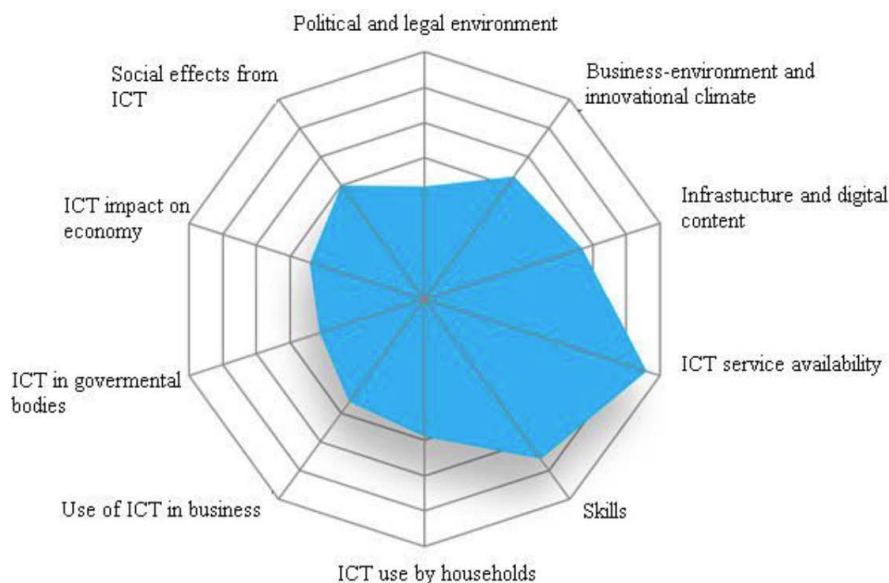 Political and legal environment
Business-environment and
innovational climate
Infrastucture and digital
content
ICT service availability
Skills
ICT use by households
Use of ICT in business
ICT in govermental
bodies
ICT impact on
economy
Social effects from
ICT